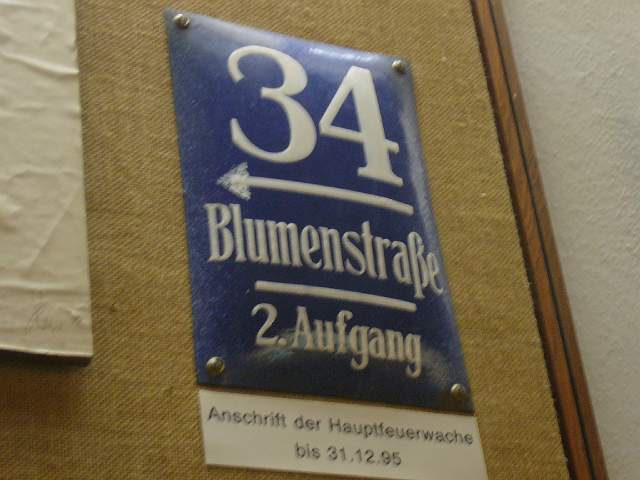 34
Blumenstraße
2. Aufgang
Anschrift der Hauptfeuerwache
bis 31.12.95